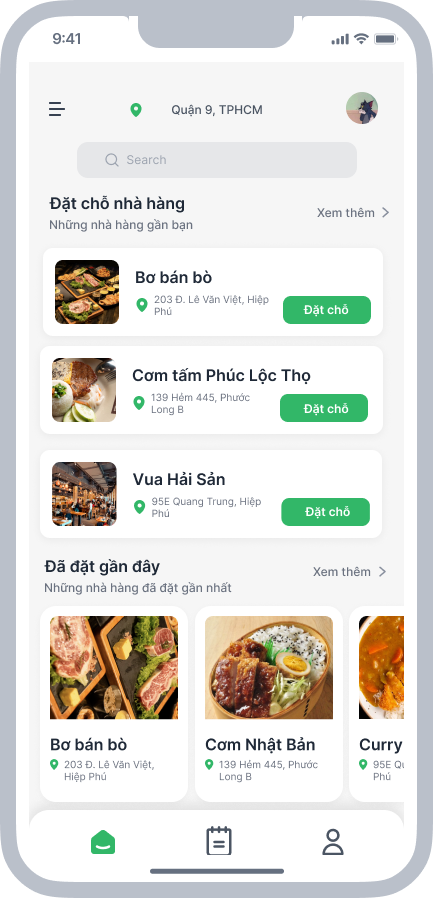 9:41
Quận 9, TPHCM
Search
Đặt chỗ nhà hàng
Những nhà hàng gần bạn
Xem thêm
Bơ bán bò
203 Đ. Lê Văn Việt, Hiệp
Phú
Đặt chỗ
Cơm tấm Phúc Lộc Thọ
139 Hẻm 445, Phước
Long B
Đặt chỗ
Vua Hải Sản
95E Quang Trung, Hiệp
Phú
Đặt chỗ
Đã đặt gần đây
Những nhà hàng đã đặt gần nhất
Xem thêm
Bơ bán bò
203 Đ. Lê Văn Việt,
Hiệp Phú
Cơm Nhật Bản
139 Hẻm 445, Phước
Long B
Curry
95E
Phú